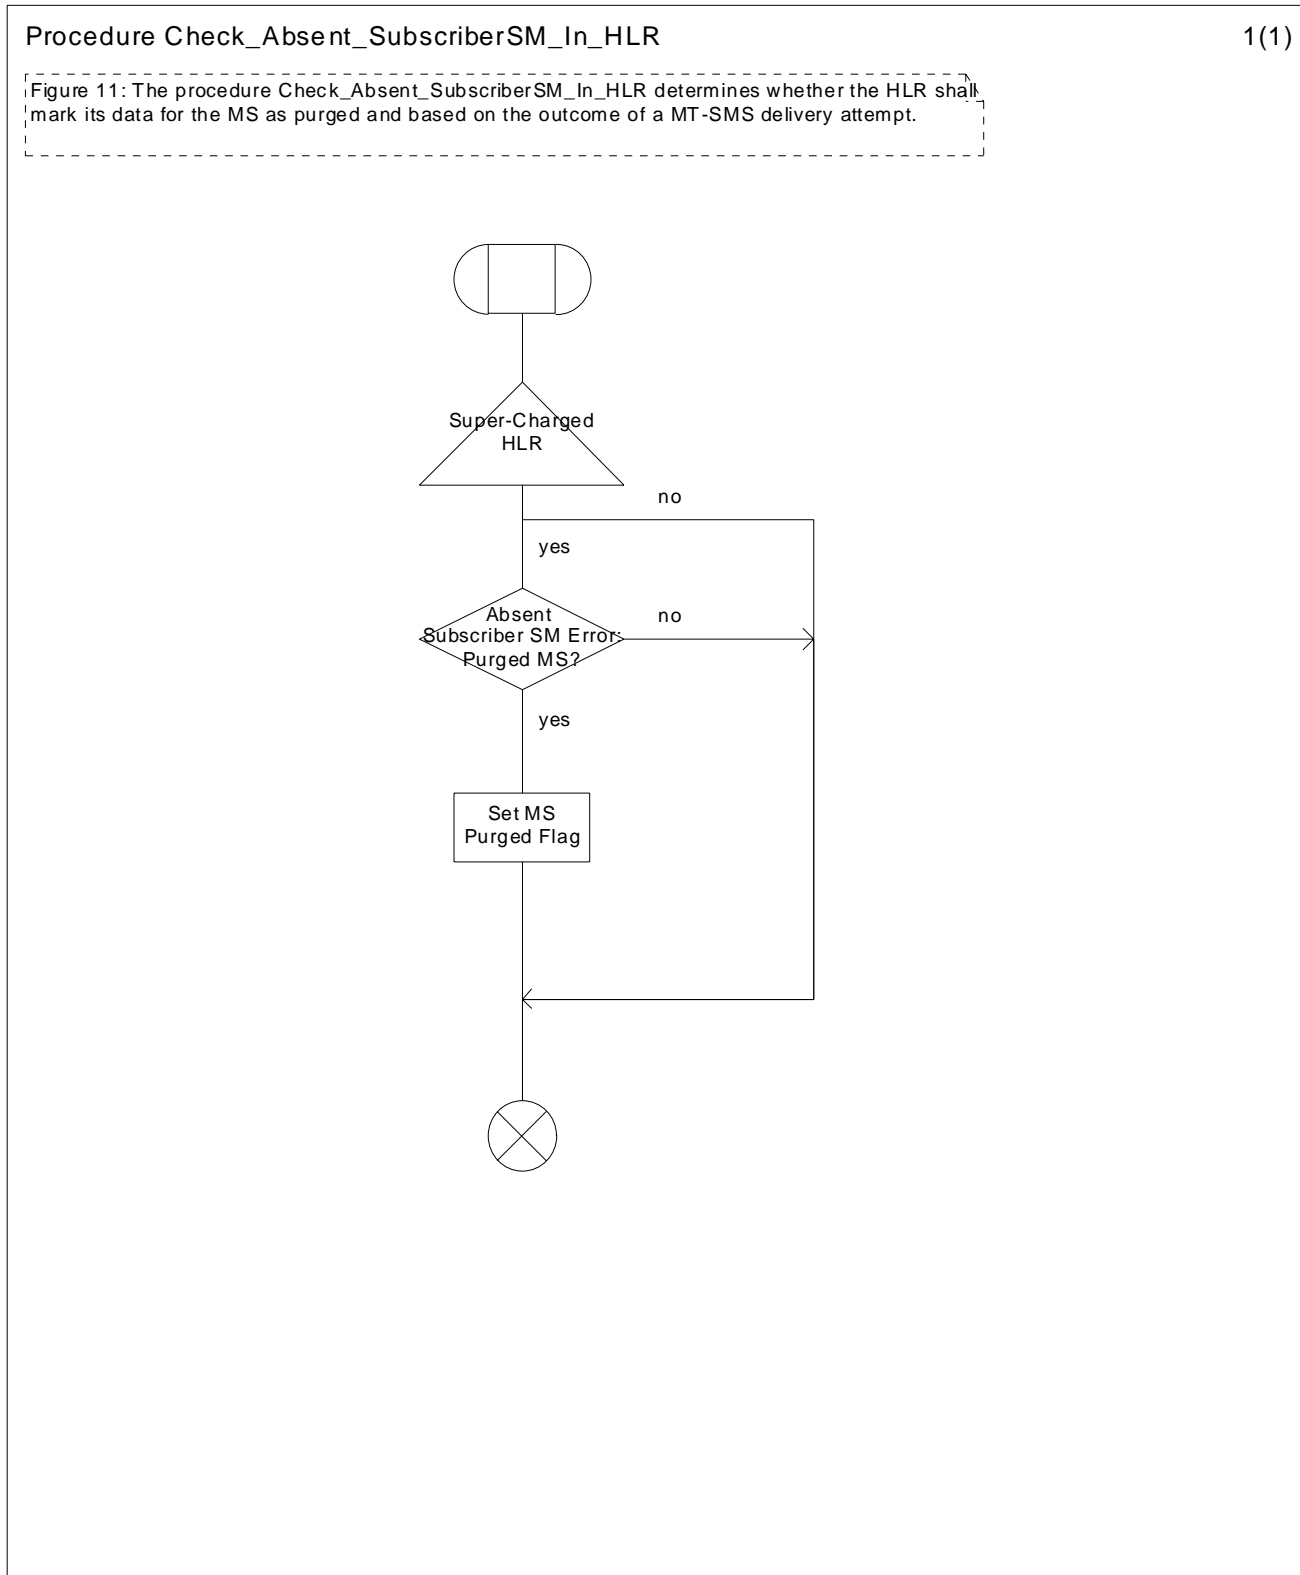 Procedure Check_Absent_SubscriberSM_In_HLR
1(1)
Figure 11: The procedure Check_Absent_SubscriberSM_In_HLR determines whether the HLR shall
mark its data for the MS as purged and based on the outcome of a MT-SMS delivery attempt.
Super-Charged
HLR
no
yes
Absent
Subscriber SM Error:
Purged MS?
no
yes
Set MS
Purged Flag